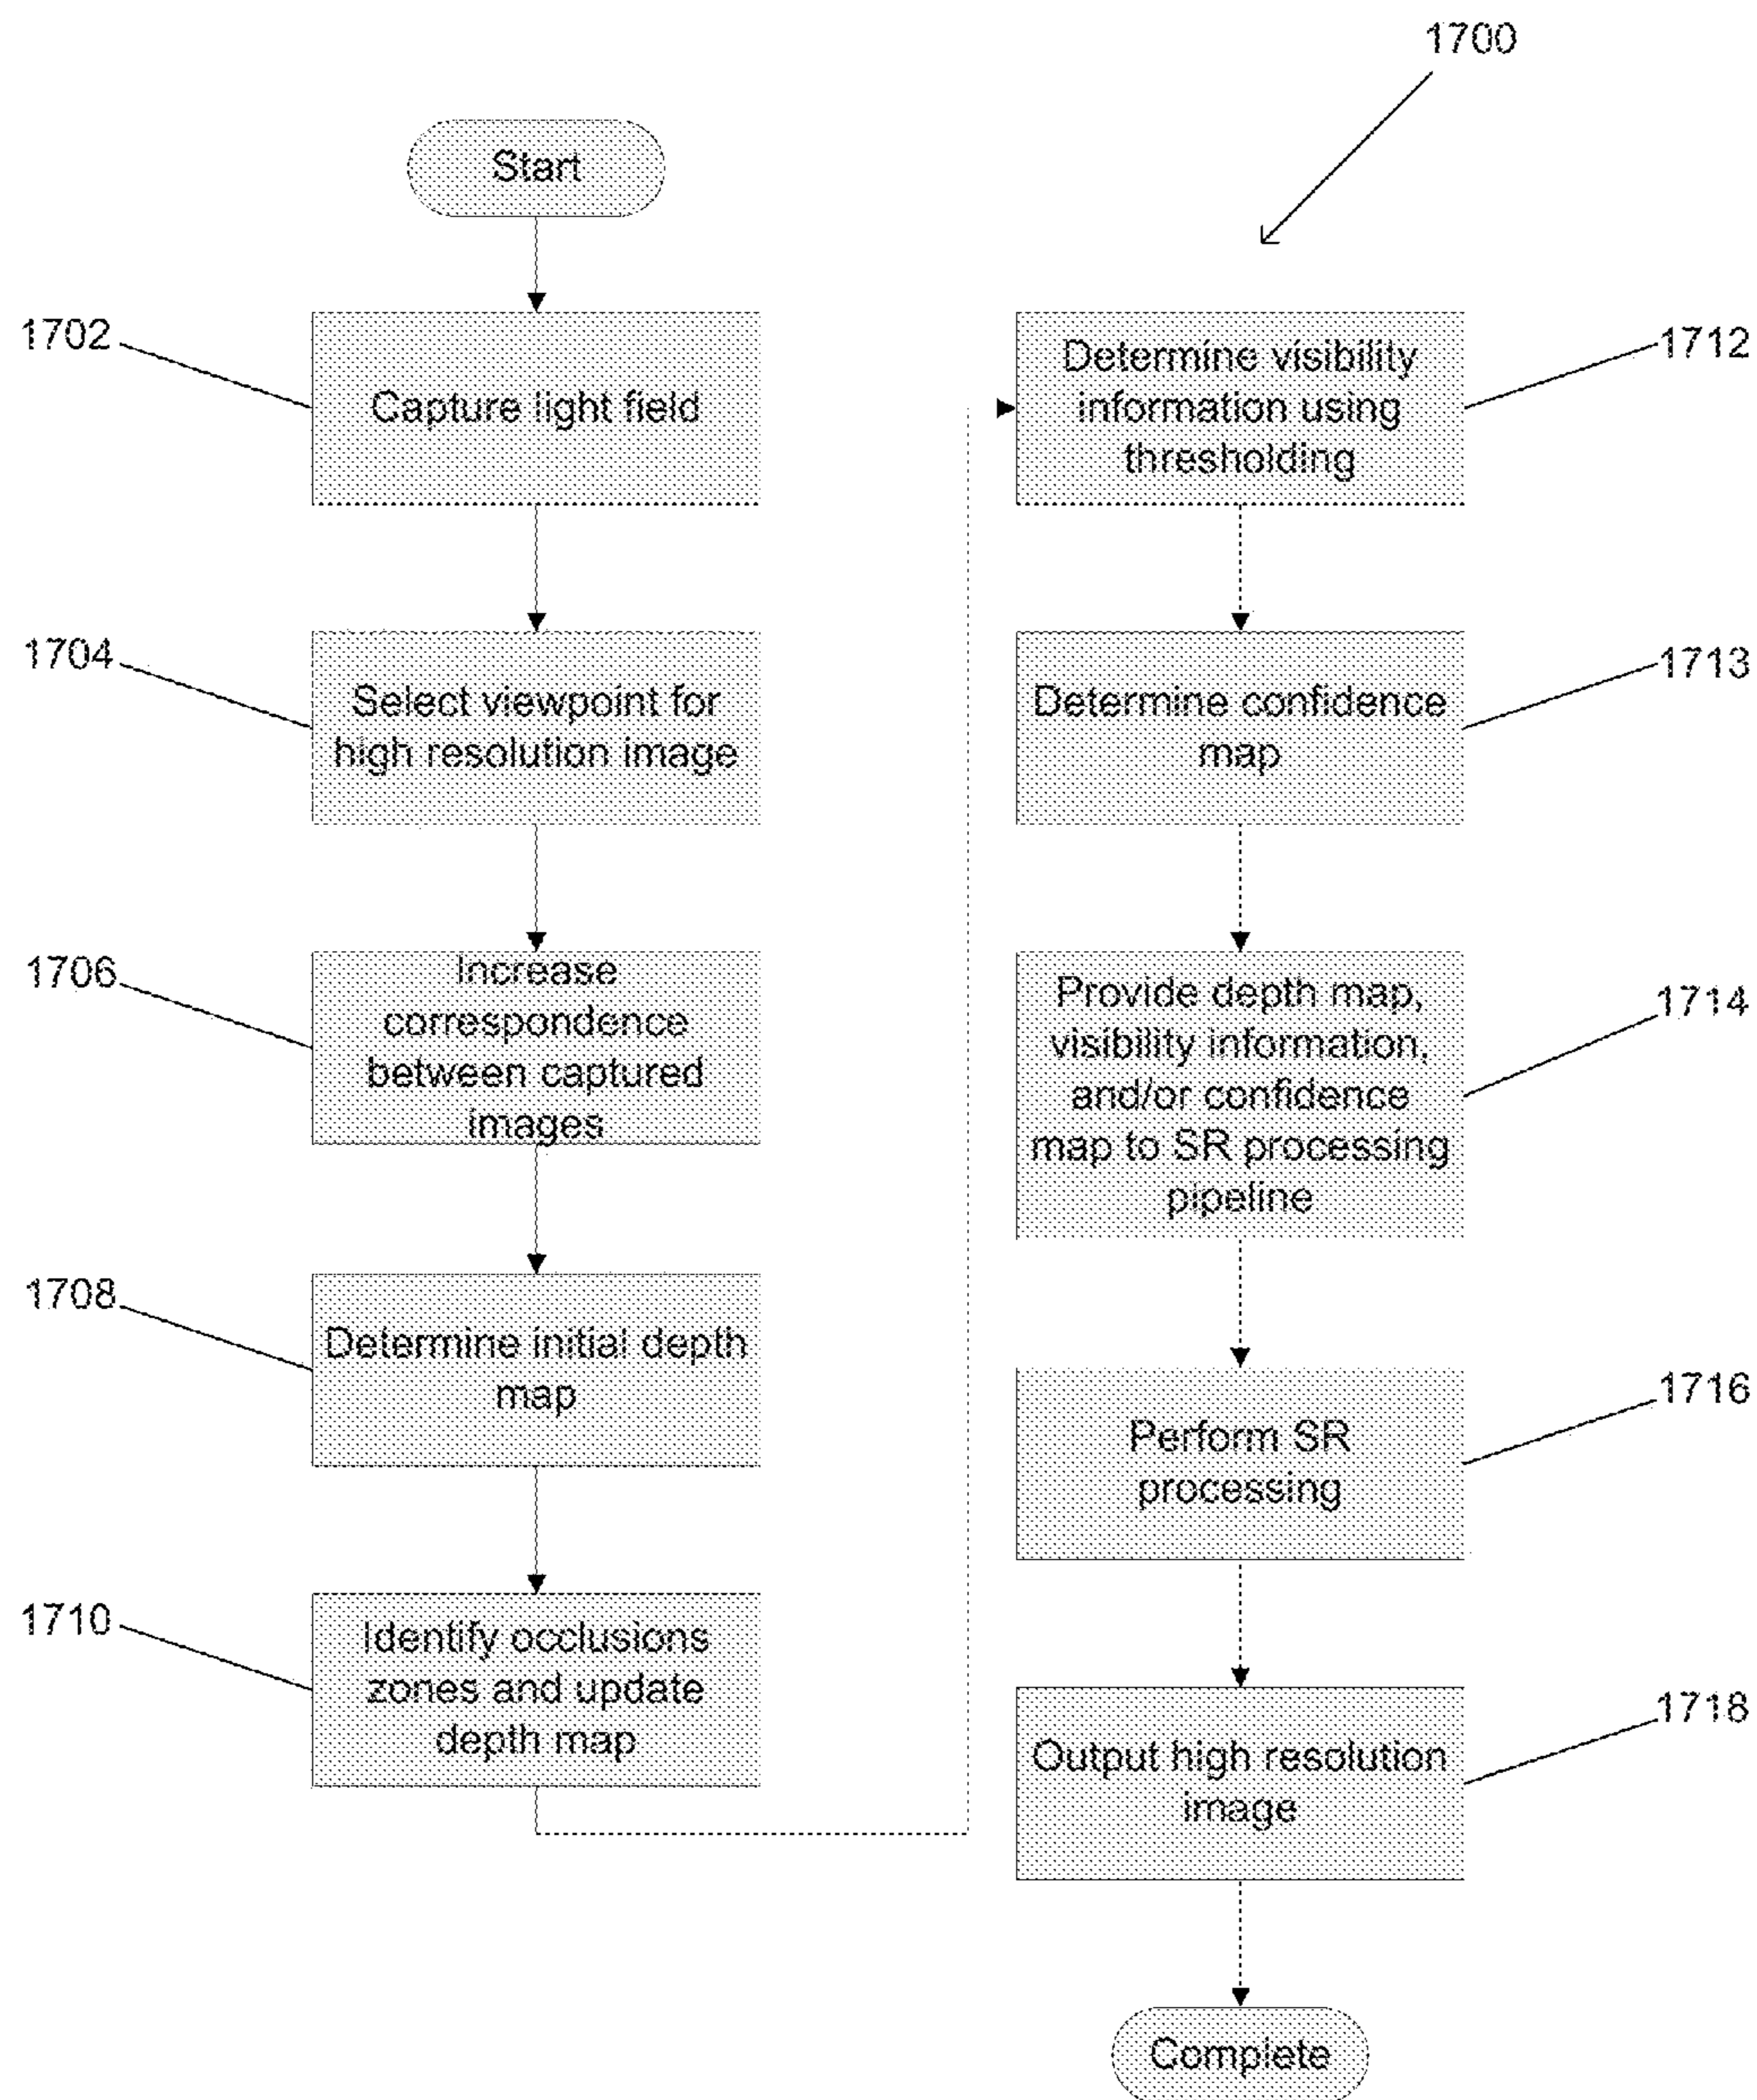 1700
Start
1702
Capture light field
1704
Select viewpoint for
high resolution image
1706
Increase
correspondence
between captured
images
1708
Determine initial depth
map
1710
Identify occlusions
zones and update
depth map
Determine visibility
information using
thresholding
1712
Determine confidence
map
1713
Provide depth map,
visibility information,
and/or confidence
map to SR processing
pipeline
1714
Perform SR
processing
1716
Output high resolution
image
1718
Complete